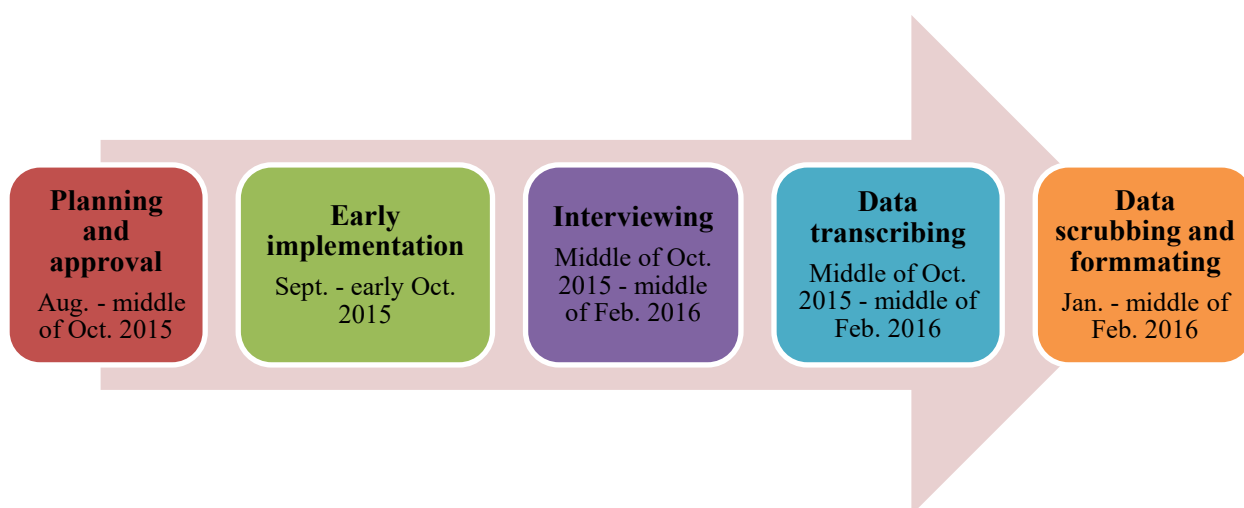 Planning
and
approval
Aug. - middle
of Oct. 2015
Early
implementation
Sept. - early Oct.
2015
Interviewing
Middle of Oct.
2015 - middle
of Feb. 2016
Data
transcribing
Middle of Oct.
2015 - middle of
Feb. 2016
Data
scrubbing and
formmating
Jan. - middle of
Feb. 2016